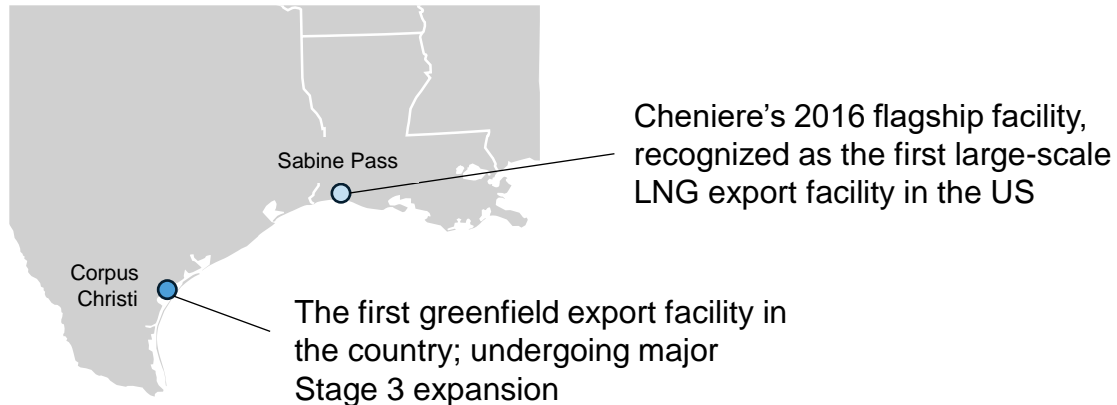 Sabine Pass
Cheniere’s 2016 flagship facility,
recognized as the first large-scale
LNG export facility in the US
Corpus
Christi
The first greenfield export facility in
the country; undergoing major
Stage 3 expansion